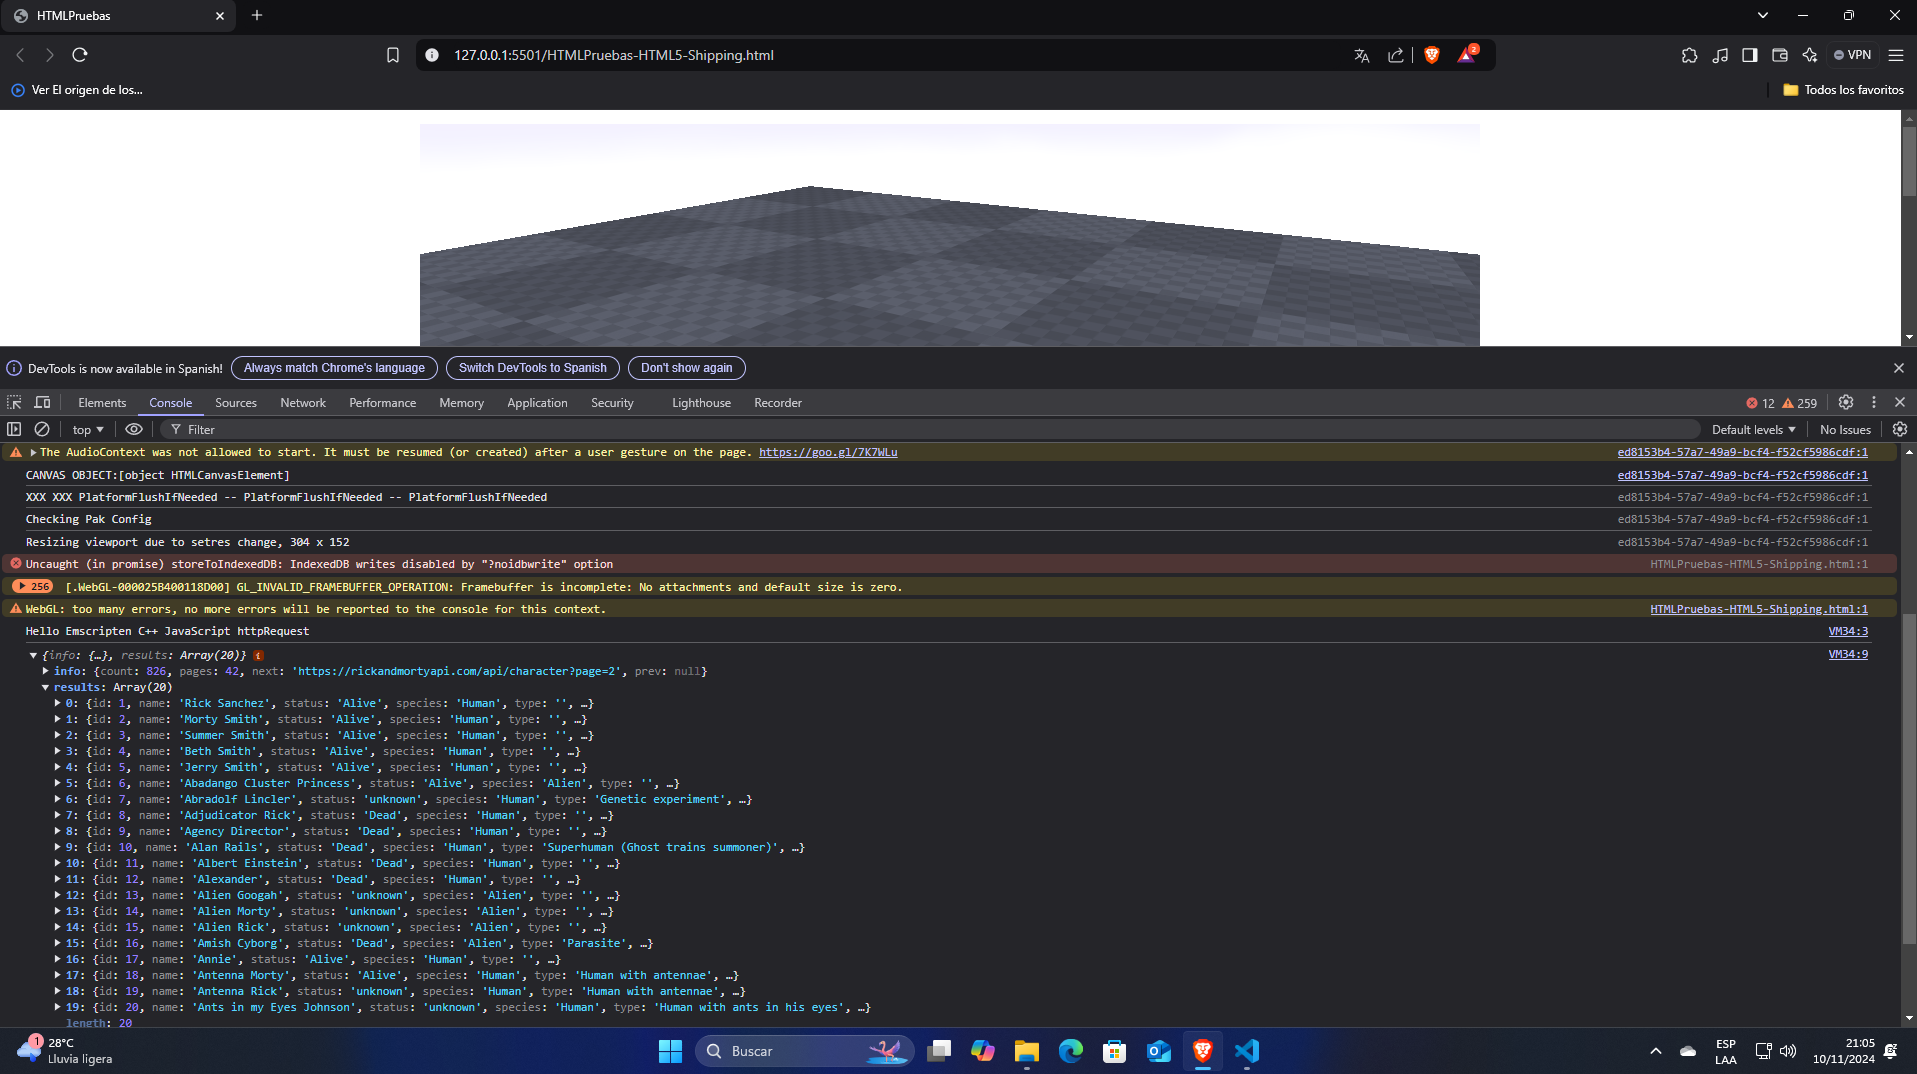 HTMLPruebas
127.0.0.1:5501/HTMLPruebas-HTML5-Shipping.html
2
VPN
Ver El origen de los...
Todos los favoritos
DevTools is now available in Spanish!
Always match Chrome's language
Switch DevTools to Spanish
Don't show again
Elements
Console
Sources
Network
Performance
Memory
Application
Security
Lighthouse
Recorder
12
259
top
Filter
Default levels
No Issues
The AudioContext was not allowed to start. It must be resumed (or created) after a user gesture on the page. https://goo.gl/7K7WLu ed8153b4-57a7-49a9-bcf4-f52cf5986cdf:1
CANVAS OBJECT:[object HTMLCanvasElement] ed8153b4-57a7-49a9-bcf4-f52cf5986cdf:1
XXX XXX PlatformFlushIfNeeded -- PlatformFlushIfNeeded -- PlatformFlushIfNeeded ed8153b4-57a7-49a9-bcf4-f52cf5986cdf:1
Checking Pak Config ed8153b4-57a7-49a9-bcf4-f52cf5986cdf:1
Resizing viewport due to setres change, 304 x 152 ed8153b4-57a7-49a9-bcf4-f52cf5986cdf:1
Uncaught (in promise) storeToIndexedDB: IndexedDB writes disabled by "?noidbwrite" option HTMLPruebas-HTML5-Shipping.html:1
256 [.WebGL-000025B400118D00] GL_INVALID_FRAMEBUFFER_OPERATION: Framebuffer is incomplete: No attachments and default size is zero.
WebGL: too many errors, no more errors will be reported to the console for this context. HTMLPruebas-HTML5-Shipping.html:1
Hello Emscripten C++ JavaScript httpRequest VM34:3
{info: {…}, results: Array(20)} i VM34:9
info: {count: 826, pages: 42, next: 'https://rickandmortyapi.com/api/character?page=2', prev: null}
results: Array(20)
0: {id: 1, name: 'Rick Sanchez', status: 'Alive', species: 'Human', type: '', …}
1: {id: 2, name: 'Morty Smith', status: 'Alive', species: 'Human', type: '', …}
2: {id: 3, name: 'Summer Smith', status: 'Alive', species: 'Human', type: '', …}
3: {id: 4, name: 'Beth Smith', status: 'Alive', species: 'Human', type: '', …}
4: {id: 5, name: 'Jerry Smith', status: 'Alive', species: 'Human', type: '', …}
5: {id: 6, name: 'Abadango Cluster Princess', status: 'Alive', species: 'Alien', type: '', …}
6: {id: 7, name: 'Abradolf Lincler', status: 'unknown', species: 'Human', type: 'Genetic experiment', …}
7: {id: 8, name: 'Adjudicator Rick', status: 'Dead', species: 'Human', type: '', …}
8: {id: 9, name: 'Agency Director', status: 'Dead', species: 'Human', type: '', …}
9: {id: 10, name: 'Alan Rails', status: 'Dead', species: 'Human', type: 'Superhuman (Ghost trains summoner)', …}
10: {id: 11, name: 'Albert Einstein', status: 'Dead', species: 'Human', type: '', …}
11: {id: 12, name: 'Alexander', status: 'Dead', species: 'Human', type: '', …}
12: {id: 13, name: 'Alien Googah', status: 'unknown', species: 'Alien', type: '', …}
13: {id: 14, name: 'Alien Morty', status: 'unknown', species: 'Alien', type: '', …}
14: {id: 15, name: 'Alien Rick', status: 'unknown', species: 'Alien', type: '', …}
15: {id: 16, name: 'Amish Cyborg', status: 'Dead', species: 'Alien', type: 'Parasite', …}
16: {id: 17, name: 'Annie', status: 'Alive', species: 'Human', type: '', …}
17: {id: 18, name: 'Antenna Morty', status: 'Alive', species: 'Human', type: 'Human with antennae', …}
18: {id: 19, name: 'Antenna Rick', status: 'unknown', species: 'Human', type: 'Human with antennae', …}
19: {id: 20, name: 'Ants in my Eyes Johnson', status: 'unknown', species: 'Human', type: 'Human with ants in his eyes', …}
length: 20
1
28°C
Lluvia ligera
Buscar
ESP
LAA
21:05
10/11/2024